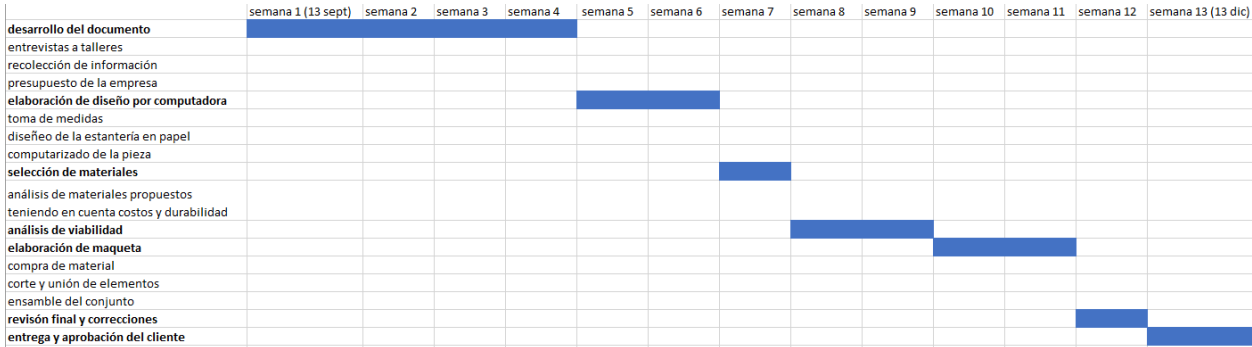 semana 1 (13 sept) semana 2 semana 3 semana 4 semana 5 semana 6 semana 7 semana 8 semana 9 semana 10 semana 11 semana 12 semana 13 (13 dic)
desarrollo del documento
entrevistas a talleres
recolección de información
presupuesto de la empresa
elaboración de diseño por computadora
toma de medidas
diseñeo de la estantería en papel
computarizado de la pieza
selección de materiales
análisis de materiales propuestos
teniendo en cuenta costos y durabilidad
análisis de viabilidad
elaboración de maqueta
compra de material
corte y unión de elementos
ensamble del conjunto
revisón final y correcciones
entrega y aprobación del cliente